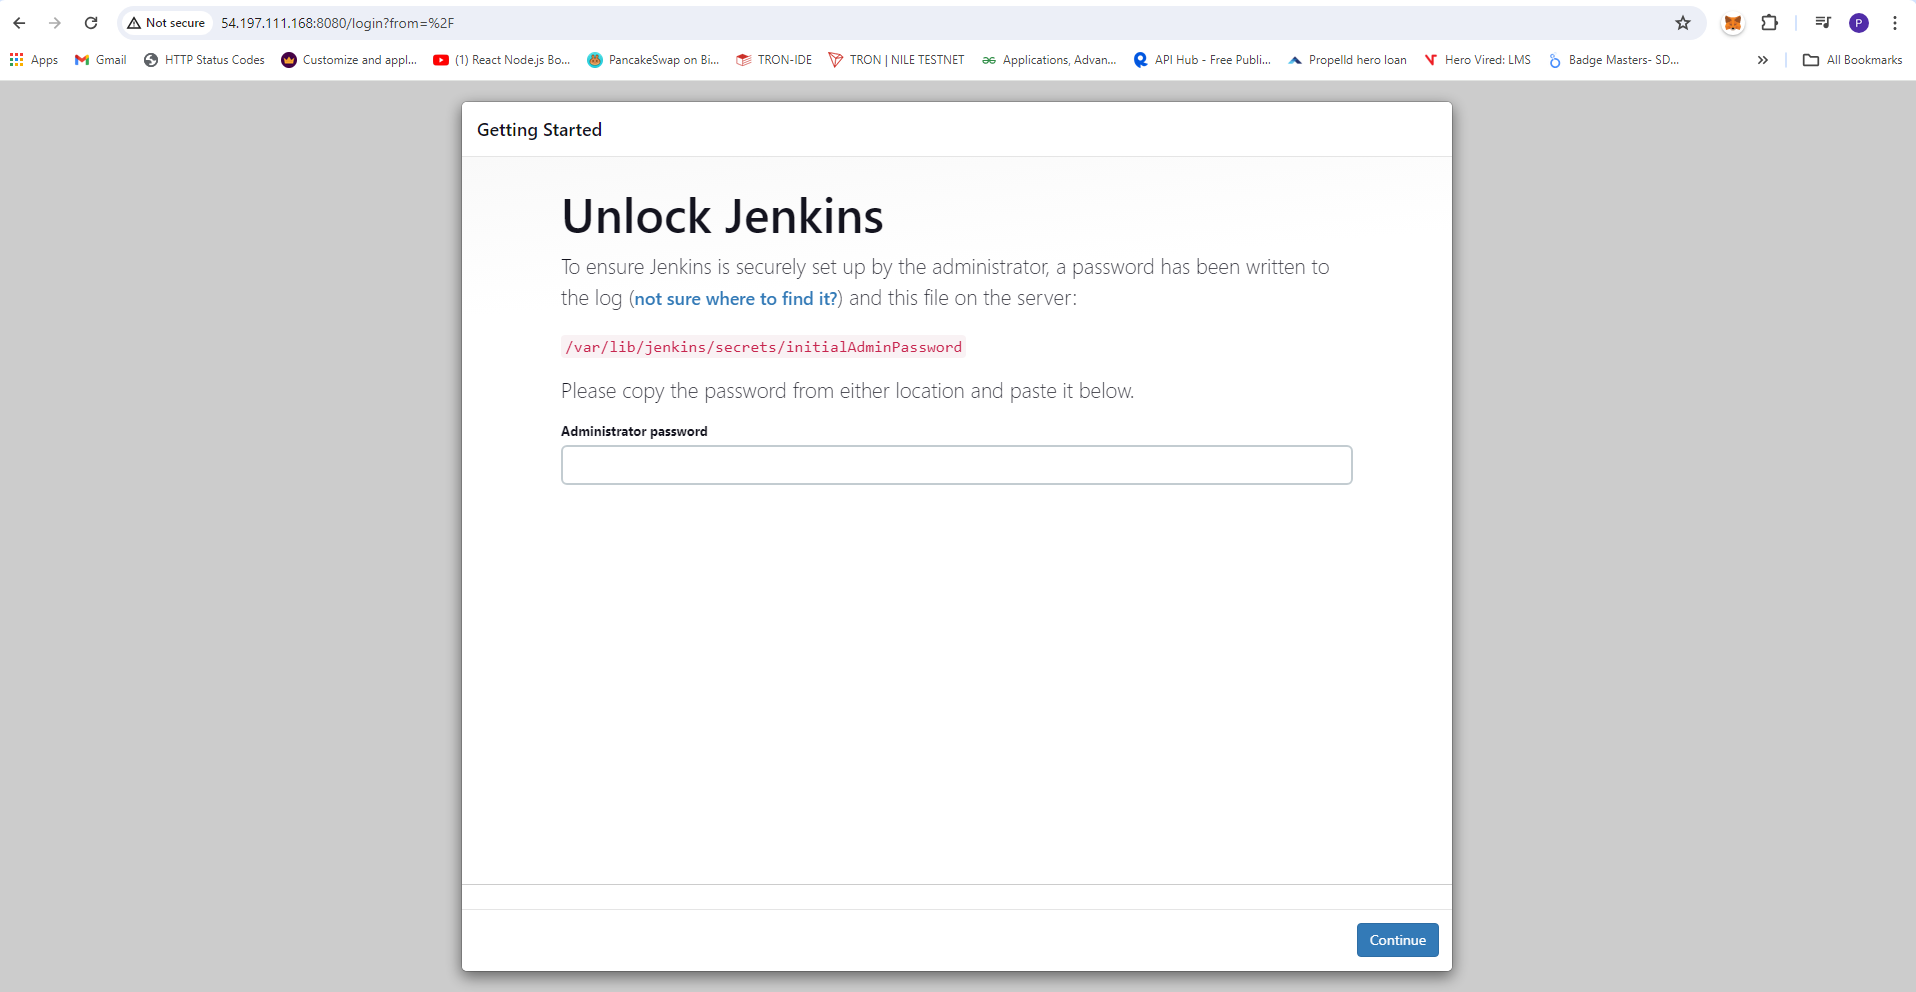 Not secure 54.197.111.168:8080/login?from=%2F P
Apps Gmail HTTP Status Codes Customize and appl... (1) React Node.js Bo... PancakeSwap on Bi... TRON-IDE TRON | NILE TESTNET Applications, Advan... API Hub - Free Publi... Propelld hero loan Hero Vired: LMS Badge Masters- SD... » All Bookmarks
Getting Started
Unlock Jenkins
To ensure Jenkins is securely set up by the administrator, a password has been written to
the log (not sure where to find it?) and this file on the server:
/var/lib/jenkins/secrets/initialAdminPassword
Please copy the password from either location and paste it below.
Administrator password
Continue